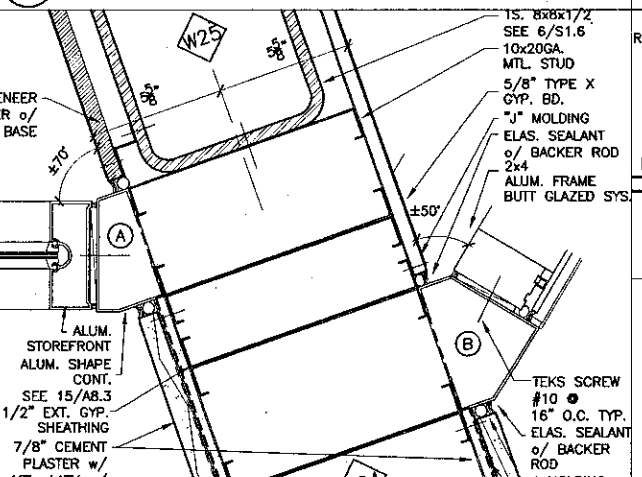 W25
5 5/8"
5 5/8"
TS. 8x8x1/2
SEE 6/S1.6
10x20GA.
MTL. STUD
5/8" TYPE X
GYP. BD.
"J" MOLDING
ELAS. SEALANT
o/ BACKER ROD
2x4
ALUM. FRAME
BUTT GLAZED SYS.
R
ENEER
ER o/
BASE
±70°
±50°
A
B
ALUM.
STOREFRONT
ALUM. SHAPE
CONT.
SEE 15/A8.3
1/2" EXT. GYP.
SHEATHING
7/8" CEMENT
PLASTER w/
TEKS SCREW
#10 @
16" O.C. TYP.
ELAS. SEALANT
o/ BACKER
ROD